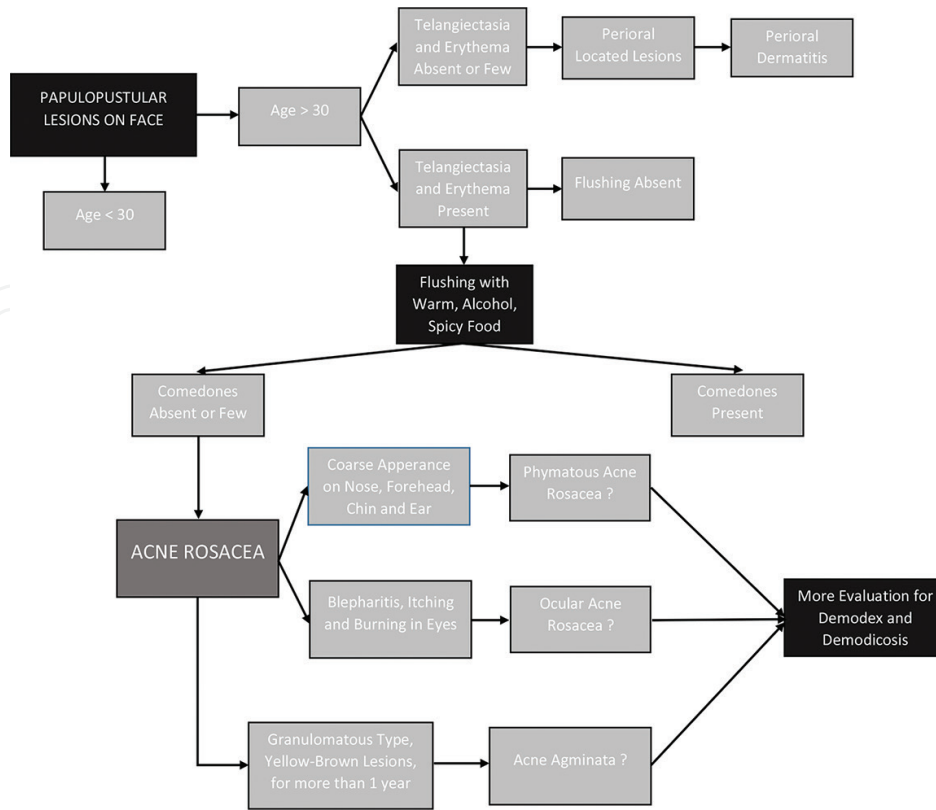 Telangiectasia
and Erythema
Absent or Few
Perioral
Located Lesions
Perioral
Dermatitis
PAPULOPUSTULAR
LESIONS ON FACE
Age > 30
Age < 30
Telangiectasia
and Erythema
Present
Flushing Absent
Flushing with
Warm, Alcohol,
Spicy Food
Comedones
Absent or Few
Comedones
Present
Coarse Apperance
on Nose, Forehead,
Chin and Ear
Phymatous Acne
Rosacea ?
ACNE ROSACEA
Blepharitis, Itching
and Burning in Eyes
Ocular Acne
Rosacea ?
More Evaluation for
Demodex and
Demodicosis
Granulomatous Type,
Yellow-Brown Lesions,
for more than 1 year
Acne Agminata ?